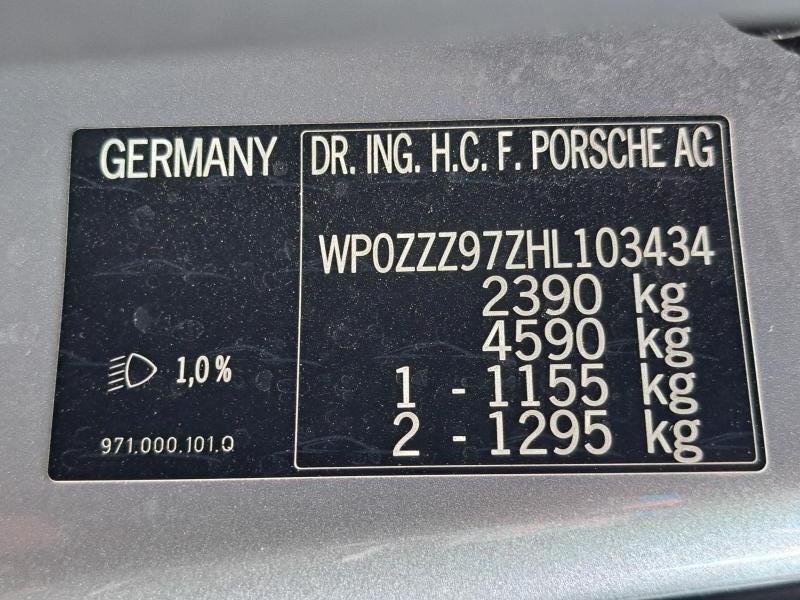 GERMANY
DR. ING. H.C. F. PORSCHE AG
WP0ZZZ97ZHL103434
2390 kg
4590 kg
1 - 1155 kg
2 - 1295 kg
1,0%
971.000.101.Q